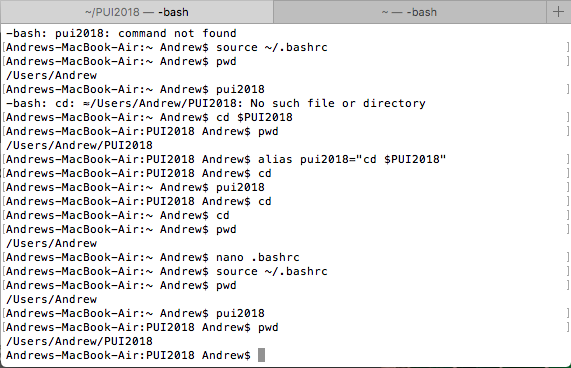 ~/PUI2018 — -bash
~ — -bash
+
-bash: pui2018: command not found
[Andrews-MacBook-Air:~ Andrew$ source ~/.bashrc ]
[Andrews-MacBook-Air:~ Andrew$ pwd ]
/Users/Andrew
[Andrews-MacBook-Air:~ Andrew$ pui2018 ]
-bash: cd: ≈/Users/Andrew/PUI2018: No such file or directory
[Andrews-MacBook-Air:~ Andrew$ cd $PUI2018 ]
[Andrews-MacBook-Air:PUI2018 Andrew$ pwd ]
/Users/Andrew/PUI2018
[Andrews-MacBook-Air:PUI2018 Andrew$ alias pui2018="cd $PUI2018" ]
[Andrews-MacBook-Air:PUI2018 Andrew$ cd ]
[Andrews-MacBook-Air:~ Andrew$ pui2018 ]
[Andrews-MacBook-Air:PUI2018 Andrew$ cd ]
[Andrews-MacBook-Air:~ Andrew$ cd ]
[Andrews-MacBook-Air:~ Andrew$ pwd ]
/Users/Andrew
[Andrews-MacBook-Air:~ Andrew$ nano .bashrc ]
[Andrews-MacBook-Air:~ Andrew$ source ~/.bashrc ]
[Andrews-MacBook-Air:~ Andrew$ pwd ]
/Users/Andrew
[Andrews-MacBook-Air:~ Andrew$ pui2018 ]
[Andrews-MacBook-Air:PUI2018 Andrew$ pwd ]
/Users/Andrew/PUI2018
Andrews-MacBook-Air:PUI2018 Andrew$